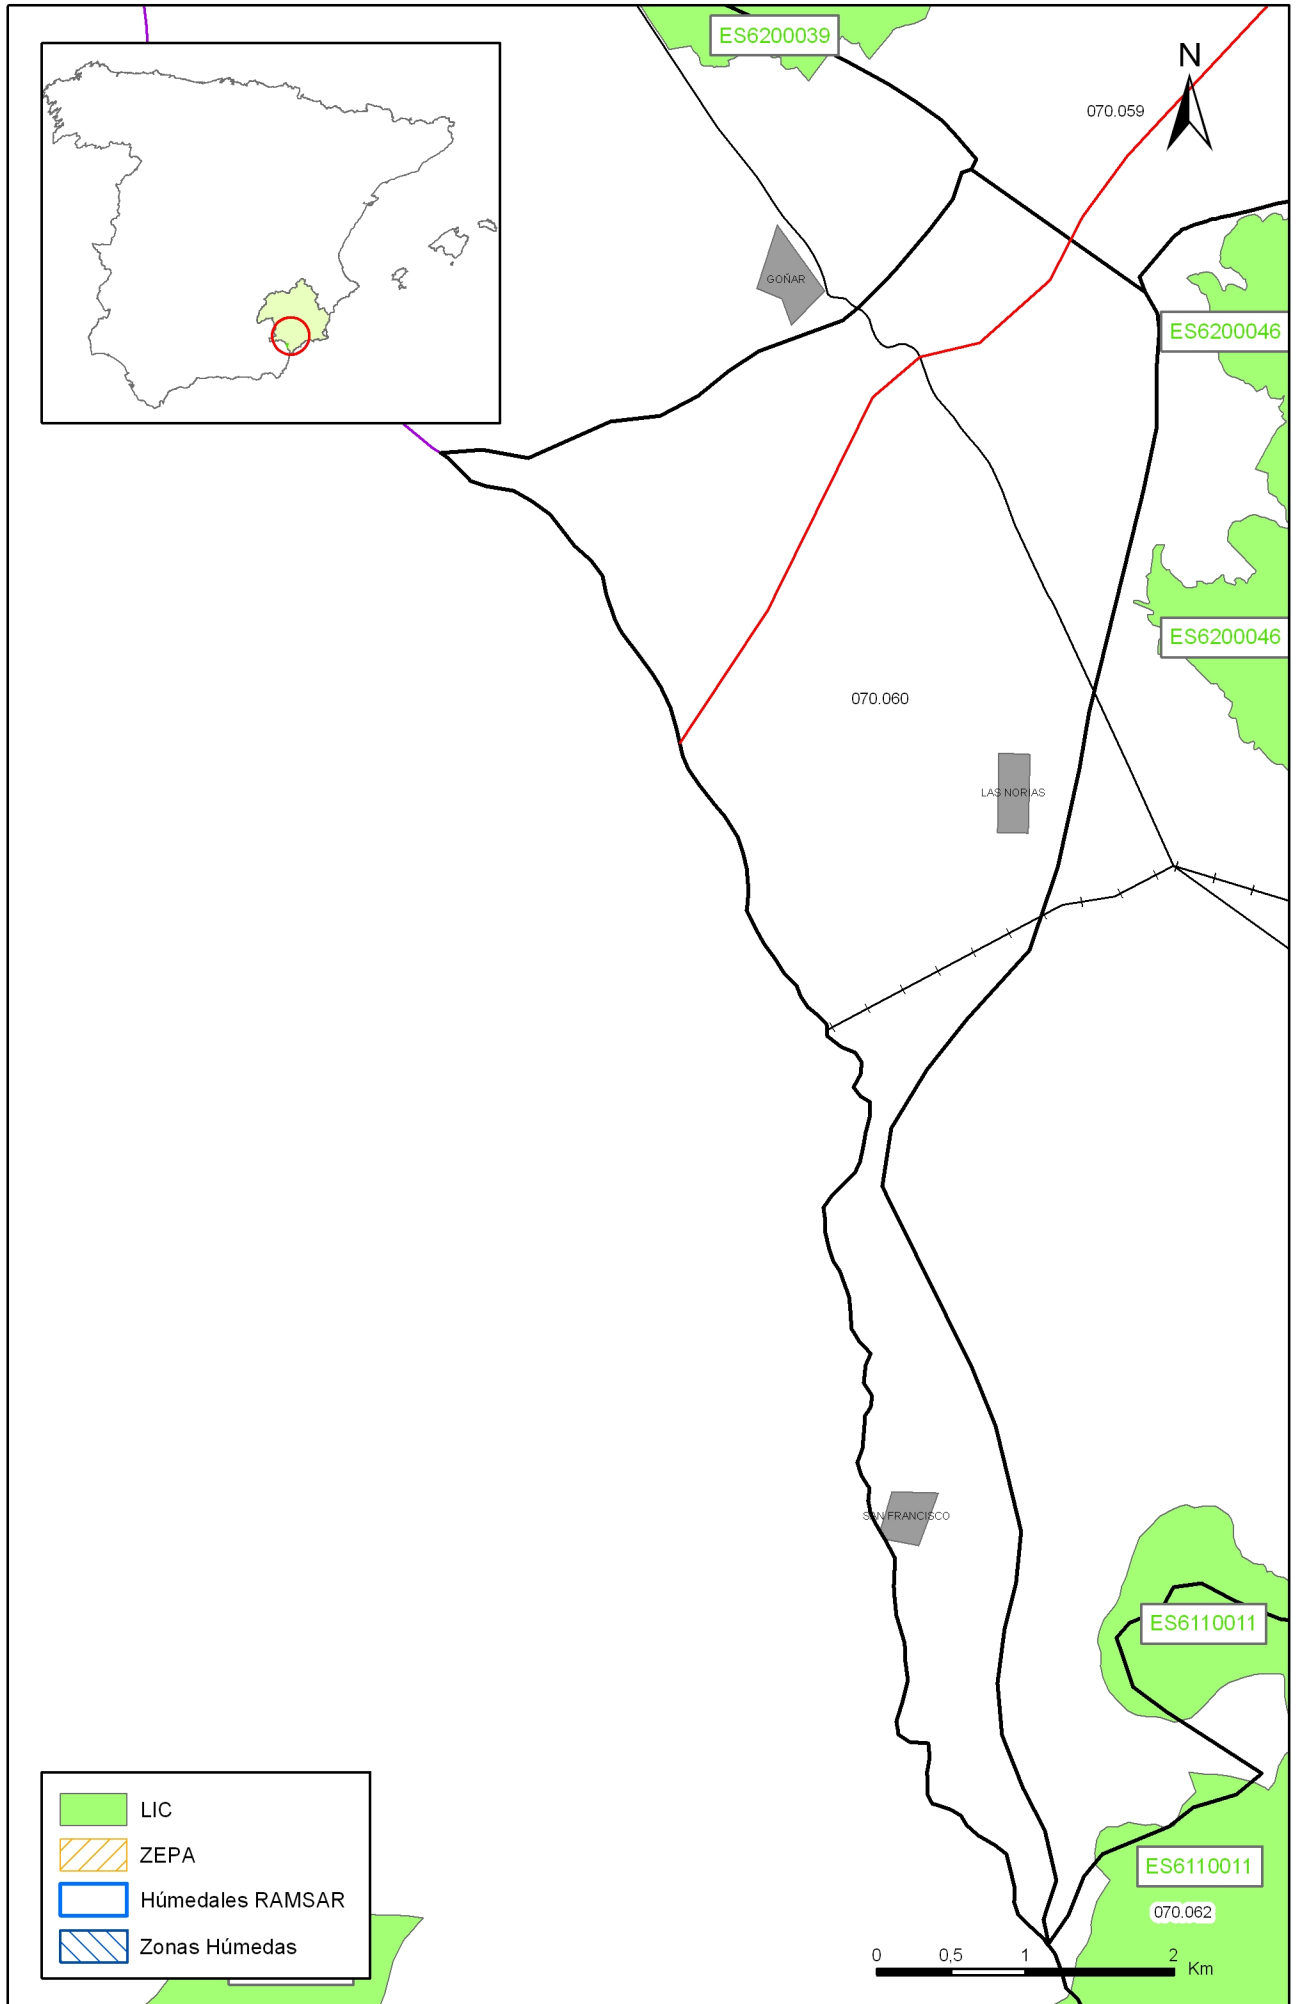 ES6200039
N
070.059
GOÑAR
ES6200046
ES6200046
070.060
LAS NORIAS
SAN FRANCISCO
ES6110011
ES6110011
070.062
LIC
ZEPA
Húmedales RAMSAR
Zonas Húmedas
0 0,5 1 2
Km